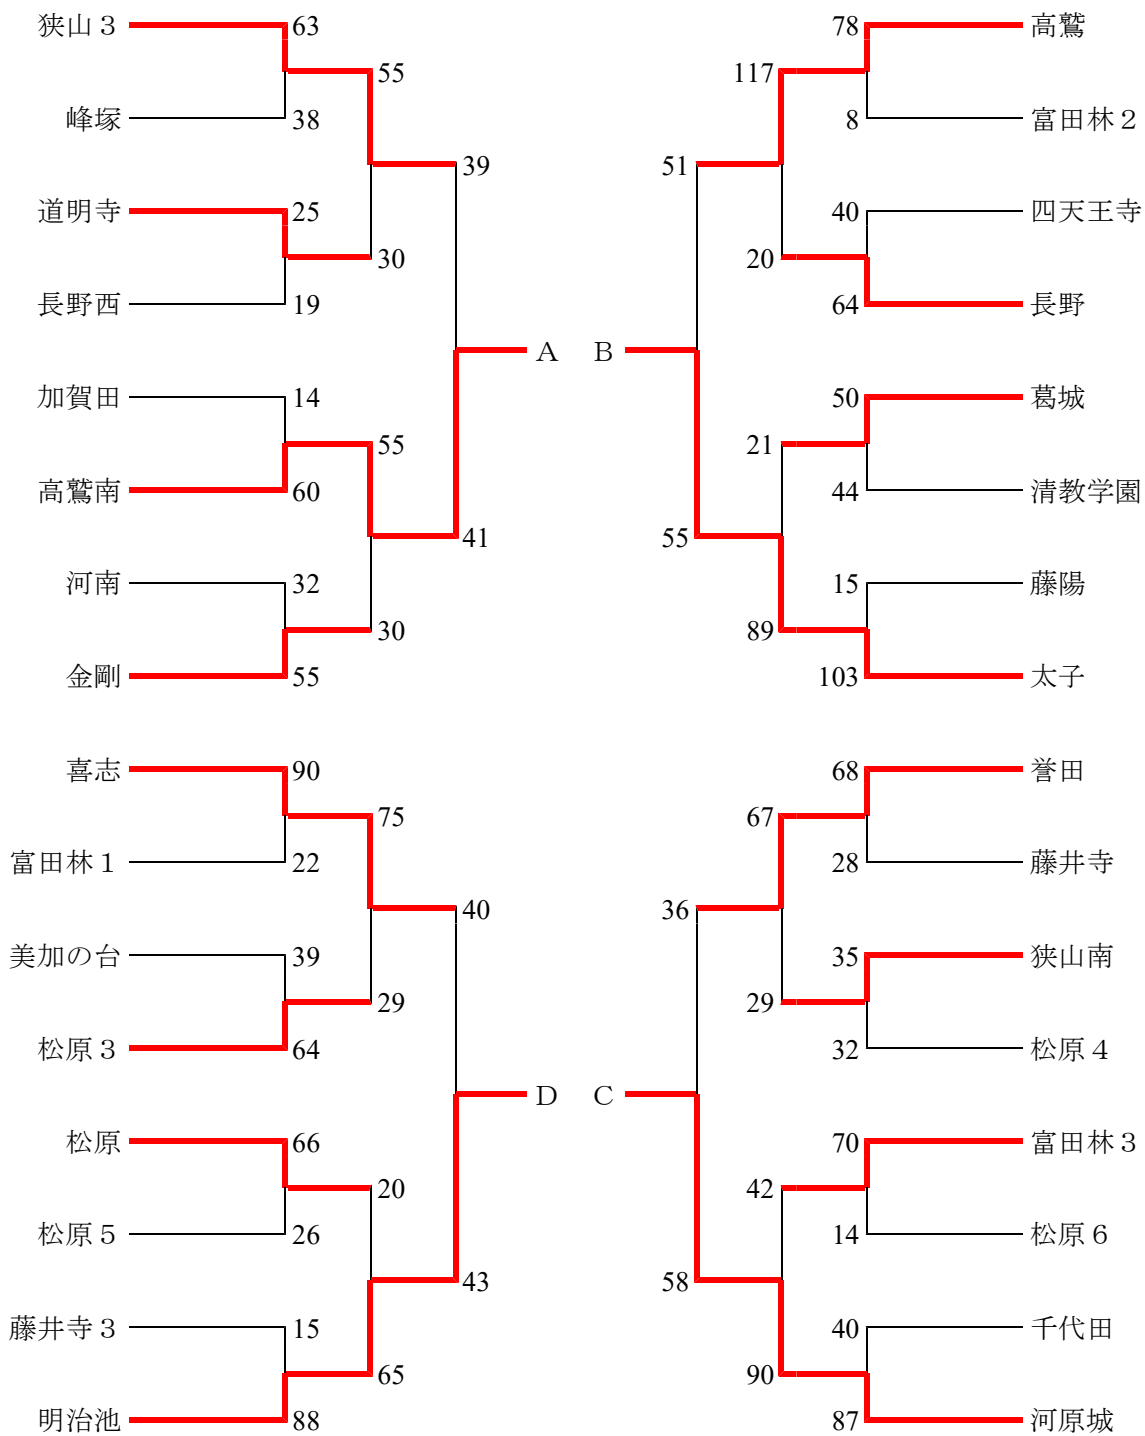 狭山３ 63 78 高鷲
55 117
峰塚 38 8 富田林２
39 51
道明寺 25 40 四天王寺
30 20
長野西 19 64 長野
A B
加賀田 14 50 葛城
55 21
高鷲南 60 44 清教学園
41 55
河南 32 15 藤陽
30 89
金剛 55 103 太子
喜志 90 68 誉田
75 67
富田林１ 22 28 藤井寺
40 36
美加の台 39 35 狭山南
29 29
松原３ 64 32 松原４
D C
松原 66 70 富田林３
20 42
松原５ 26 14 松原６
43 58
藤井寺３ 15 40 千代田
65 90
明治池 88 87 河原城